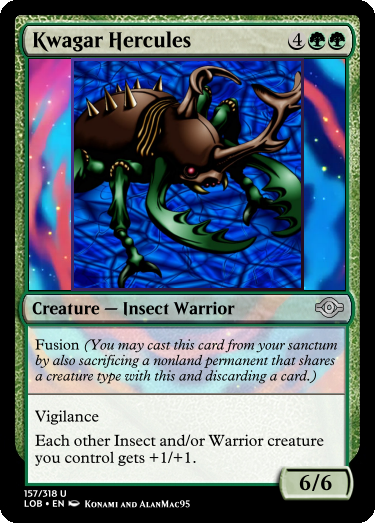 Kwagar Hercules 4
Creature — Insect Warrior
Fusion (You may cast this card from your sanctum
by also sacrificing a nonland permanent that shares
a creature type with this and discarding a card.)
Vigilance
Each other Insect and/or Warrior creature
you control gets +1/+1.
6/6
157/318 U
LOB • EN Konami and AlanMac95